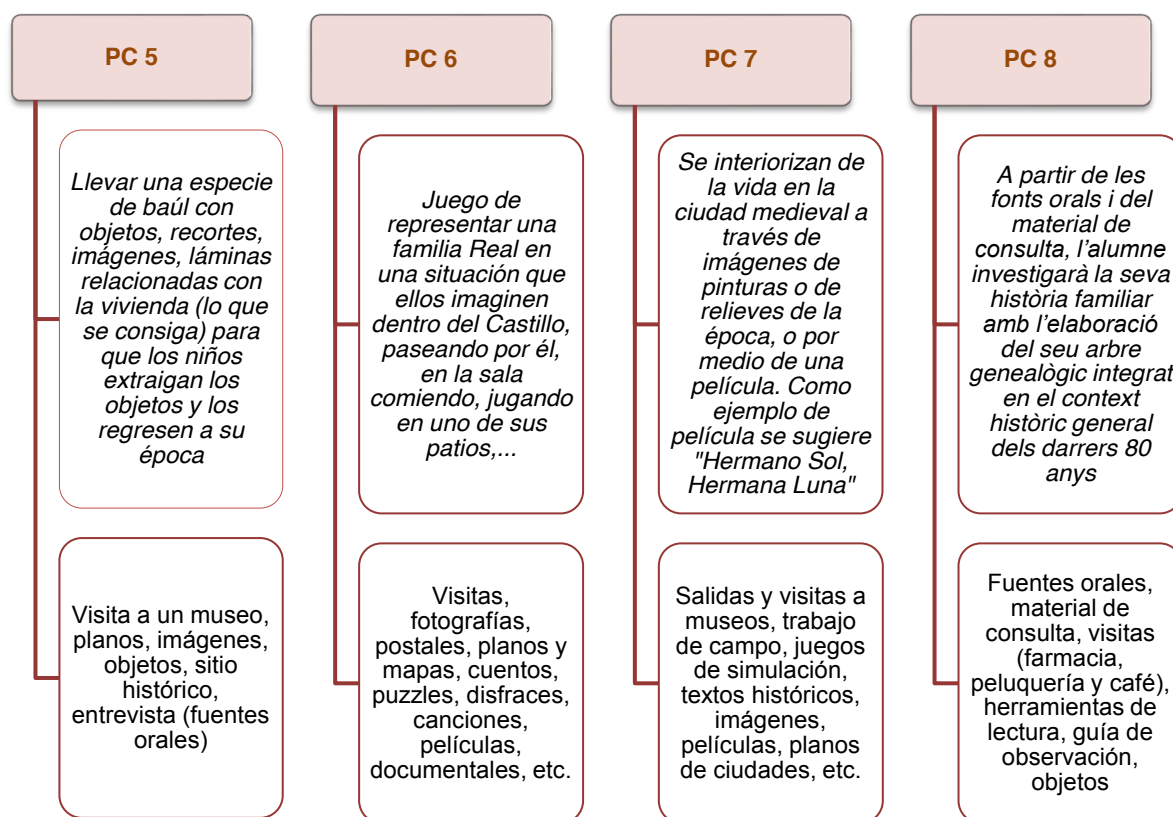 PC 5
Llevar una especie
de baúl con
objetos, recortes,
imágenes, láminas
relacionadas con
la vivienda (lo que
se consiga) para
que los niños
extraigan los
objetos y los
regresen a su
época
Visita a un museo,
planos, imágenes,
objetos, sitio
histórico,
entrevista (fuentes
orales)
PC 6
Juego de
representar una
familia Real en
una situación que
ellos imaginen
dentro del Castillo,
paseando por él,
en la sala
comiendo, jugando
en uno de sus
patios,...
Visitas,
fotografías,
postales, planos y
mapas, cuentos,
puzzles, disfraces,
canciones,
películas,
documentales, etc.
PC 7
Se interiorizan de
la vida en la
ciudad medieval a
través de
imágenes de
pinturas o de
relieves de la
época, o por
medio de una
película. Como
ejemplo de
película se sugiere
"Hermano Sol,
Hermana Luna"
Salidas y visitas a
museos, trabajo
de campo, juegos
de simulación,
textos históricos,
imágenes,
películas, planos
de ciudades, etc.
PC 8
A partir de les
fonts orals i del
material de
consulta, l'alumne
investigarà la seva
història familiar
amb l'elaboració
del seu arbre
genealògic integrat
en el context
històric general
dels darrers 80
anys
Fuentes orales,
material de
consulta, visitas
(farmacia,
peluquería y café),
herramientas de
lectura, guía de
observación,
objetos